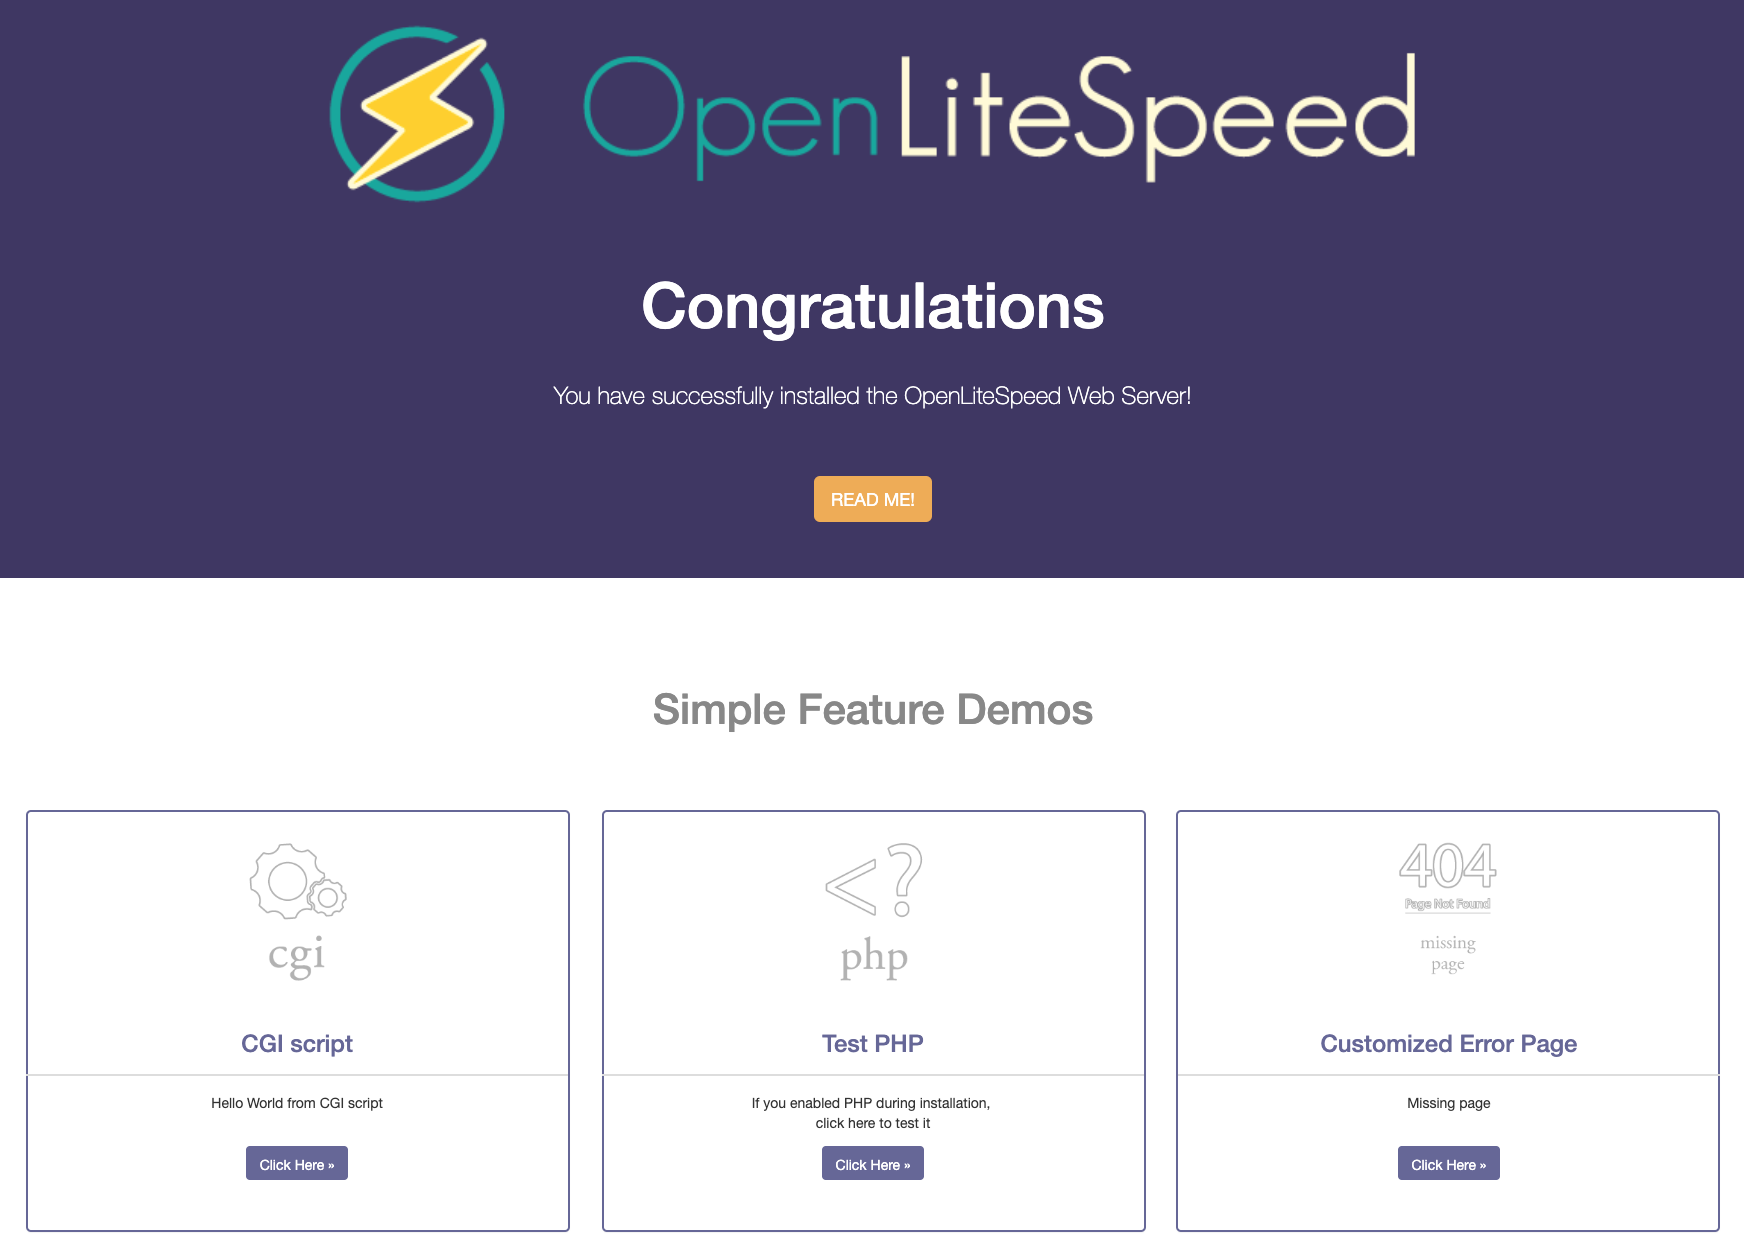 OpenLiteSpeed
Congratulations
You have successfully installed the OpenLiteSpeed Web Server!
READ ME!
Simple Feature Demos
<?
cgi
php
404
Page Not Found
missing
page
CGI script
Test PHP
Customized Error Page
Hello World from CGI script
If you enabled PHP during installation,
click here to test it
Missing page
Click Here »
Click Here »
Click Here »